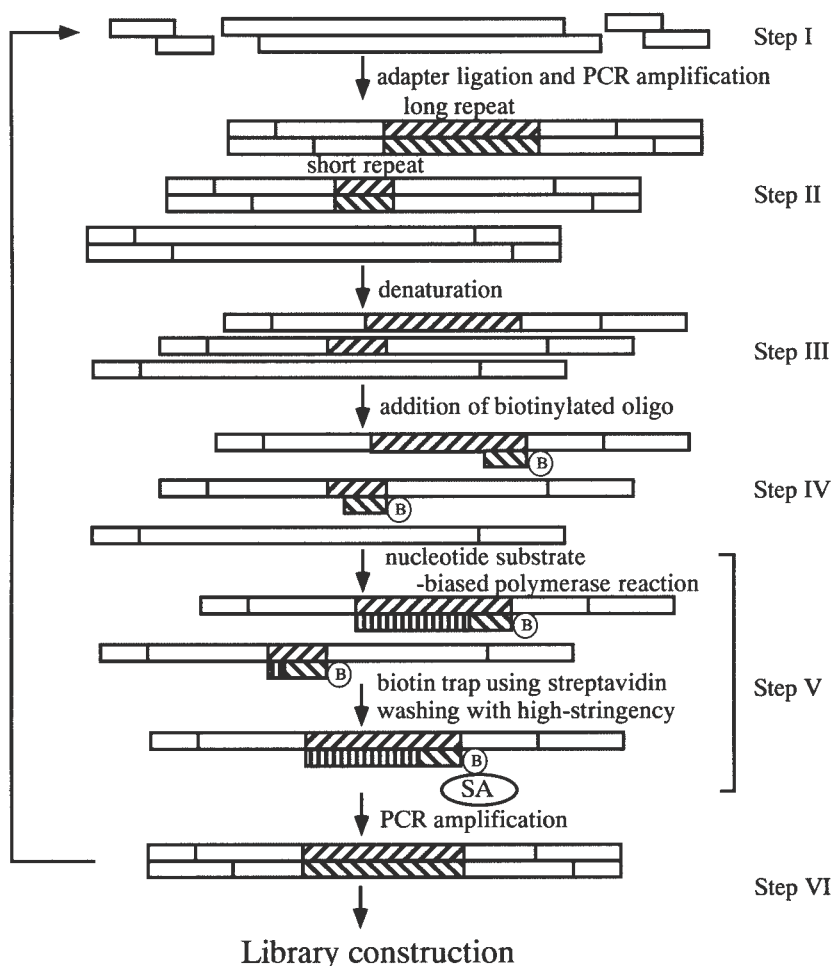 Step I
adapter ligation and PCR amplification
long repeat
short repeat
Step II
denaturation
Step III
addition of biotinylated oligo
B
Step IV
B
nucleotide substrate
-biased polymerase reaction
B
B
biotin trap using streptavidin
Step V
washing with high-stringency
B
SA
PCR amplification
Step VI
Library construction